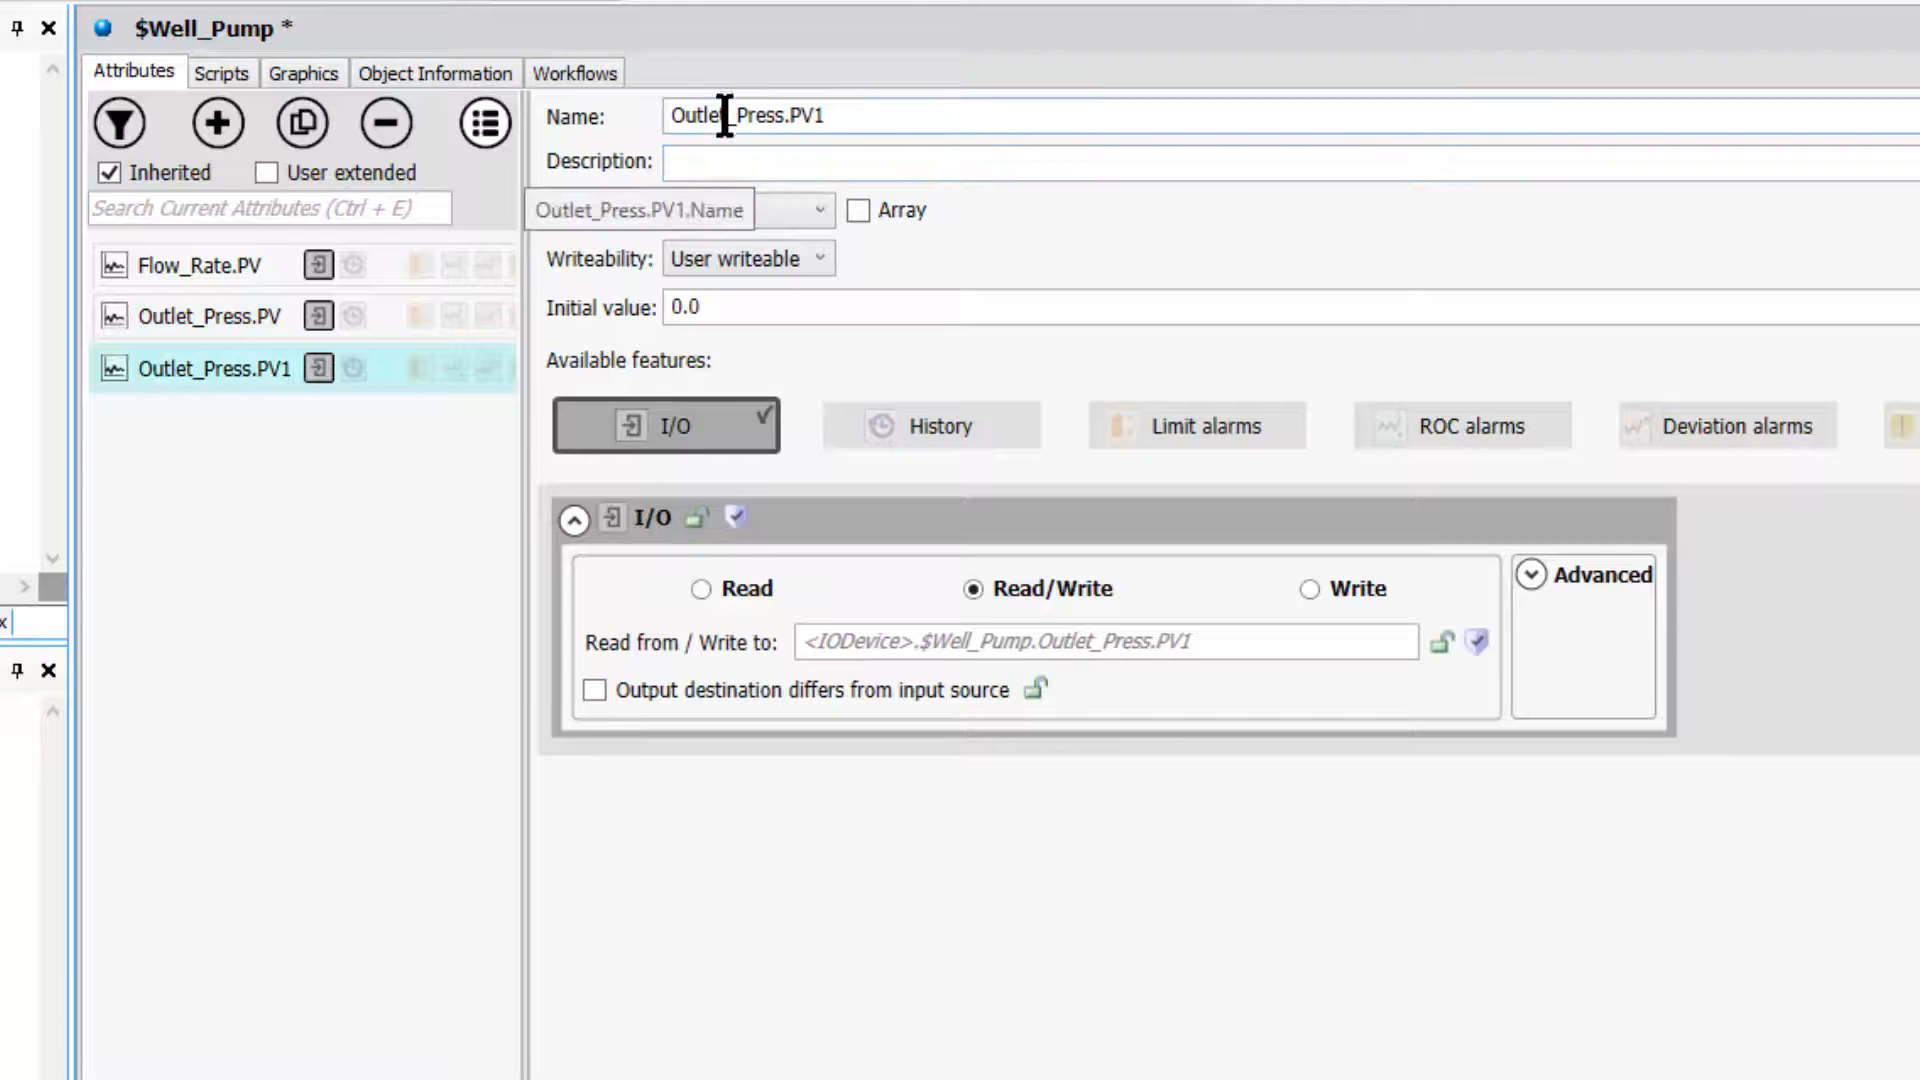 $Well_Pump *
Attributes Scripts Graphics Object Information Workflows
Inherited User extended
Search Current Attributes (Ctrl + E)
Flow_Rate.PV
Outlet_Press.PV
Outlet_Press.PV1
x
Name: Outlet_Press.PV1
Description:
Outlet_Press.PV1.Name Array
Writeability: User writeable
Initial value: 0.0
Available features:
I/O History Limit alarms ROC alarms Deviation alarms
I/O
Read Read/Write Write Advanced
Read from / Write to: <IODevice>.$Well_Pump.Outlet_Press.PV1
Output destination differs from input source